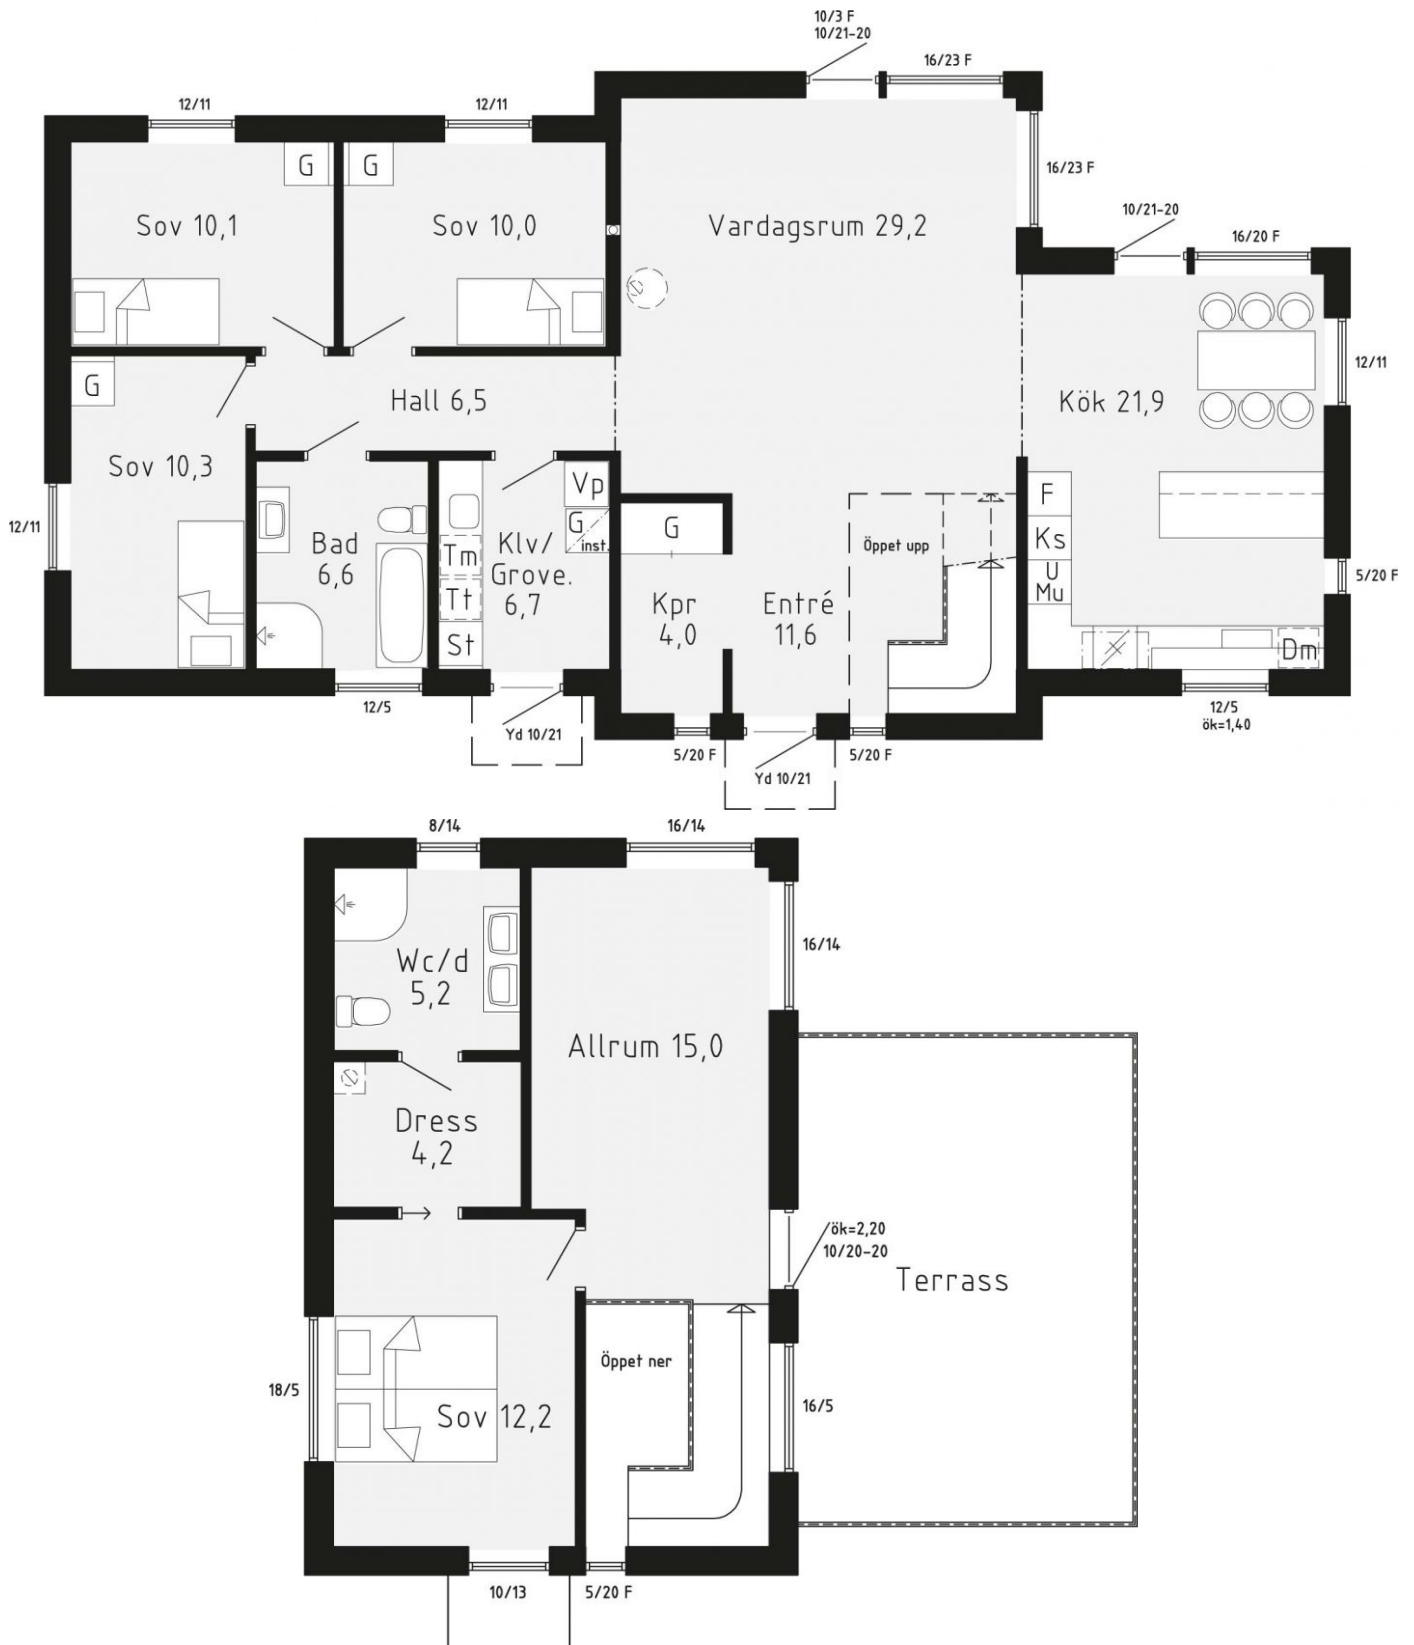 10/3 F
10/21-20
16/23 F
12/11
12/11
G
G
16/23 F
Sov 10,1
Sov 10,0
Vardagsrum 29,2
10/21-20
16/20 F
12/11
G
Hall 6,5
Kök 21,9
Sov 10,3
Vp
F
G
inst.
G
12/11
Bad
6,6
Tm
Klv/
Grove.
6,7
Öppet upp
Ks
U
Mu
5/20 F
Tt
Kpr
4,0
Entré
11,6
St
Dm
12/5
Yd 10/21
5/20 F
Yd 10/21
5/20 F
12/5
ök=1,40
8/14
16/14
16/14
Wc/d
5,2
Allrum 15,0
Dress
4,2
ök=2,20
10/20-20
Terrass
Öppet ner
18/5
Sov 12,2
16/5
10/13
5/20 F